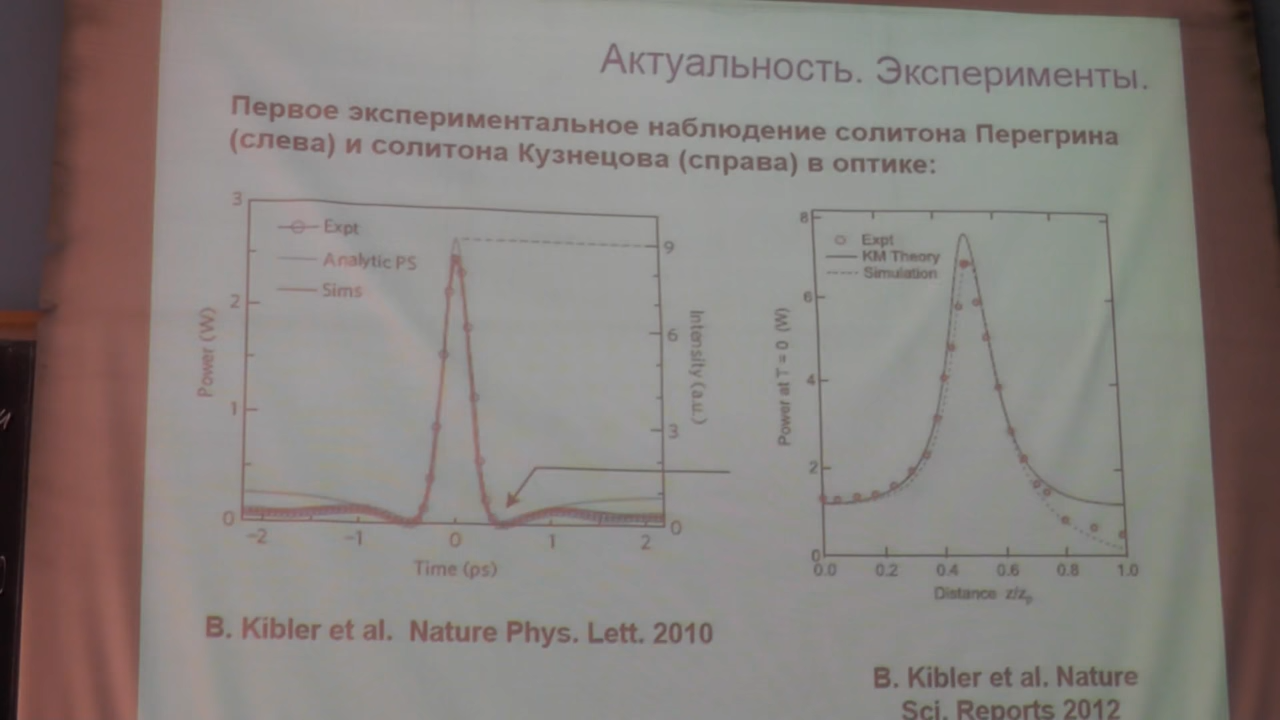 Актуальность. Эксперименты.
Первое экспериментальное наблюдение солитона Перегрина
(слева) и солитона Кузнецова (справа) в оптике:
3
2
1
0
Power (W)
Expt
Analytic PS
Sims
9
6
3
0
Intensity (a.u.)
-2 -1 0 1 2
Time (ps)
8
6
4
2
0
Power at T = 0 (W)
Expt
KM Theory
Simulation
0.0 0.2 0.4 0.6 0.8 1.0
Distance z/zp
B. Kibler et al. Nature Phys. Lett. 2010
B. Kibler et al. Nature
Sci. Reports 2012